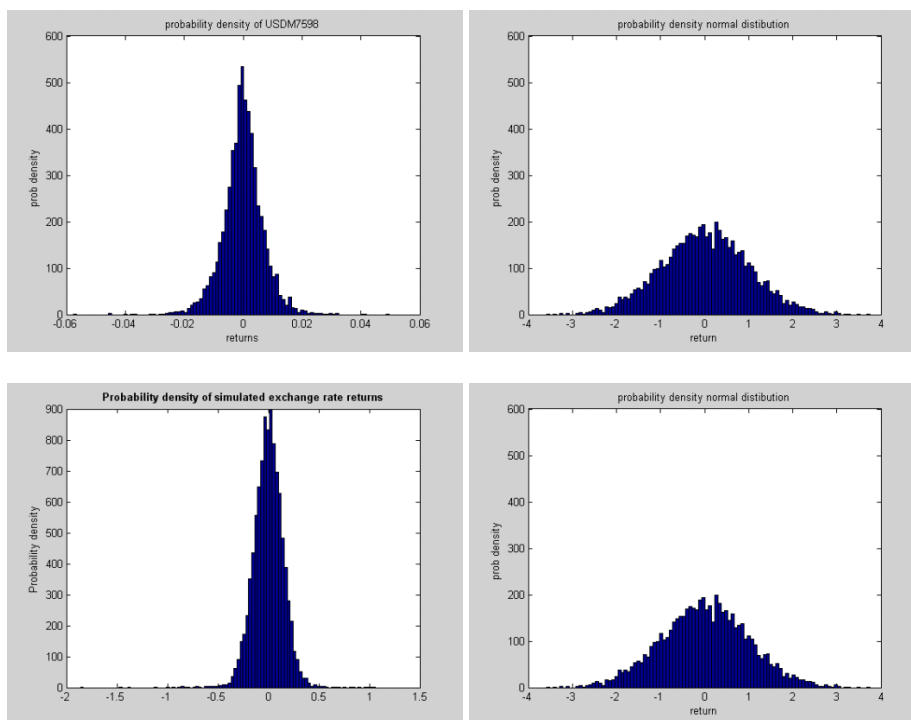 probability density of USDM7598
600
500
400
300
200
100
0
prob density
-0.06 -0.04 -0.02 0 0.02 0.04 0.06
returns
probability density normal distibution
600
500
400
300
200
100
0
prob density
-4 -3 -2 -1 0 1 2 3 4
return
Probability density of simulated exchange rate returns
900
800
700
600
500
400
300
200
100
0
Probability density
-2 -1.5 -1 -0.5 0 0.5 1 1.5
probability density normal distibution
600
500
400
300
200
100
0
prob density
-4 -3 -2 -1 0 1 2 3 4
return